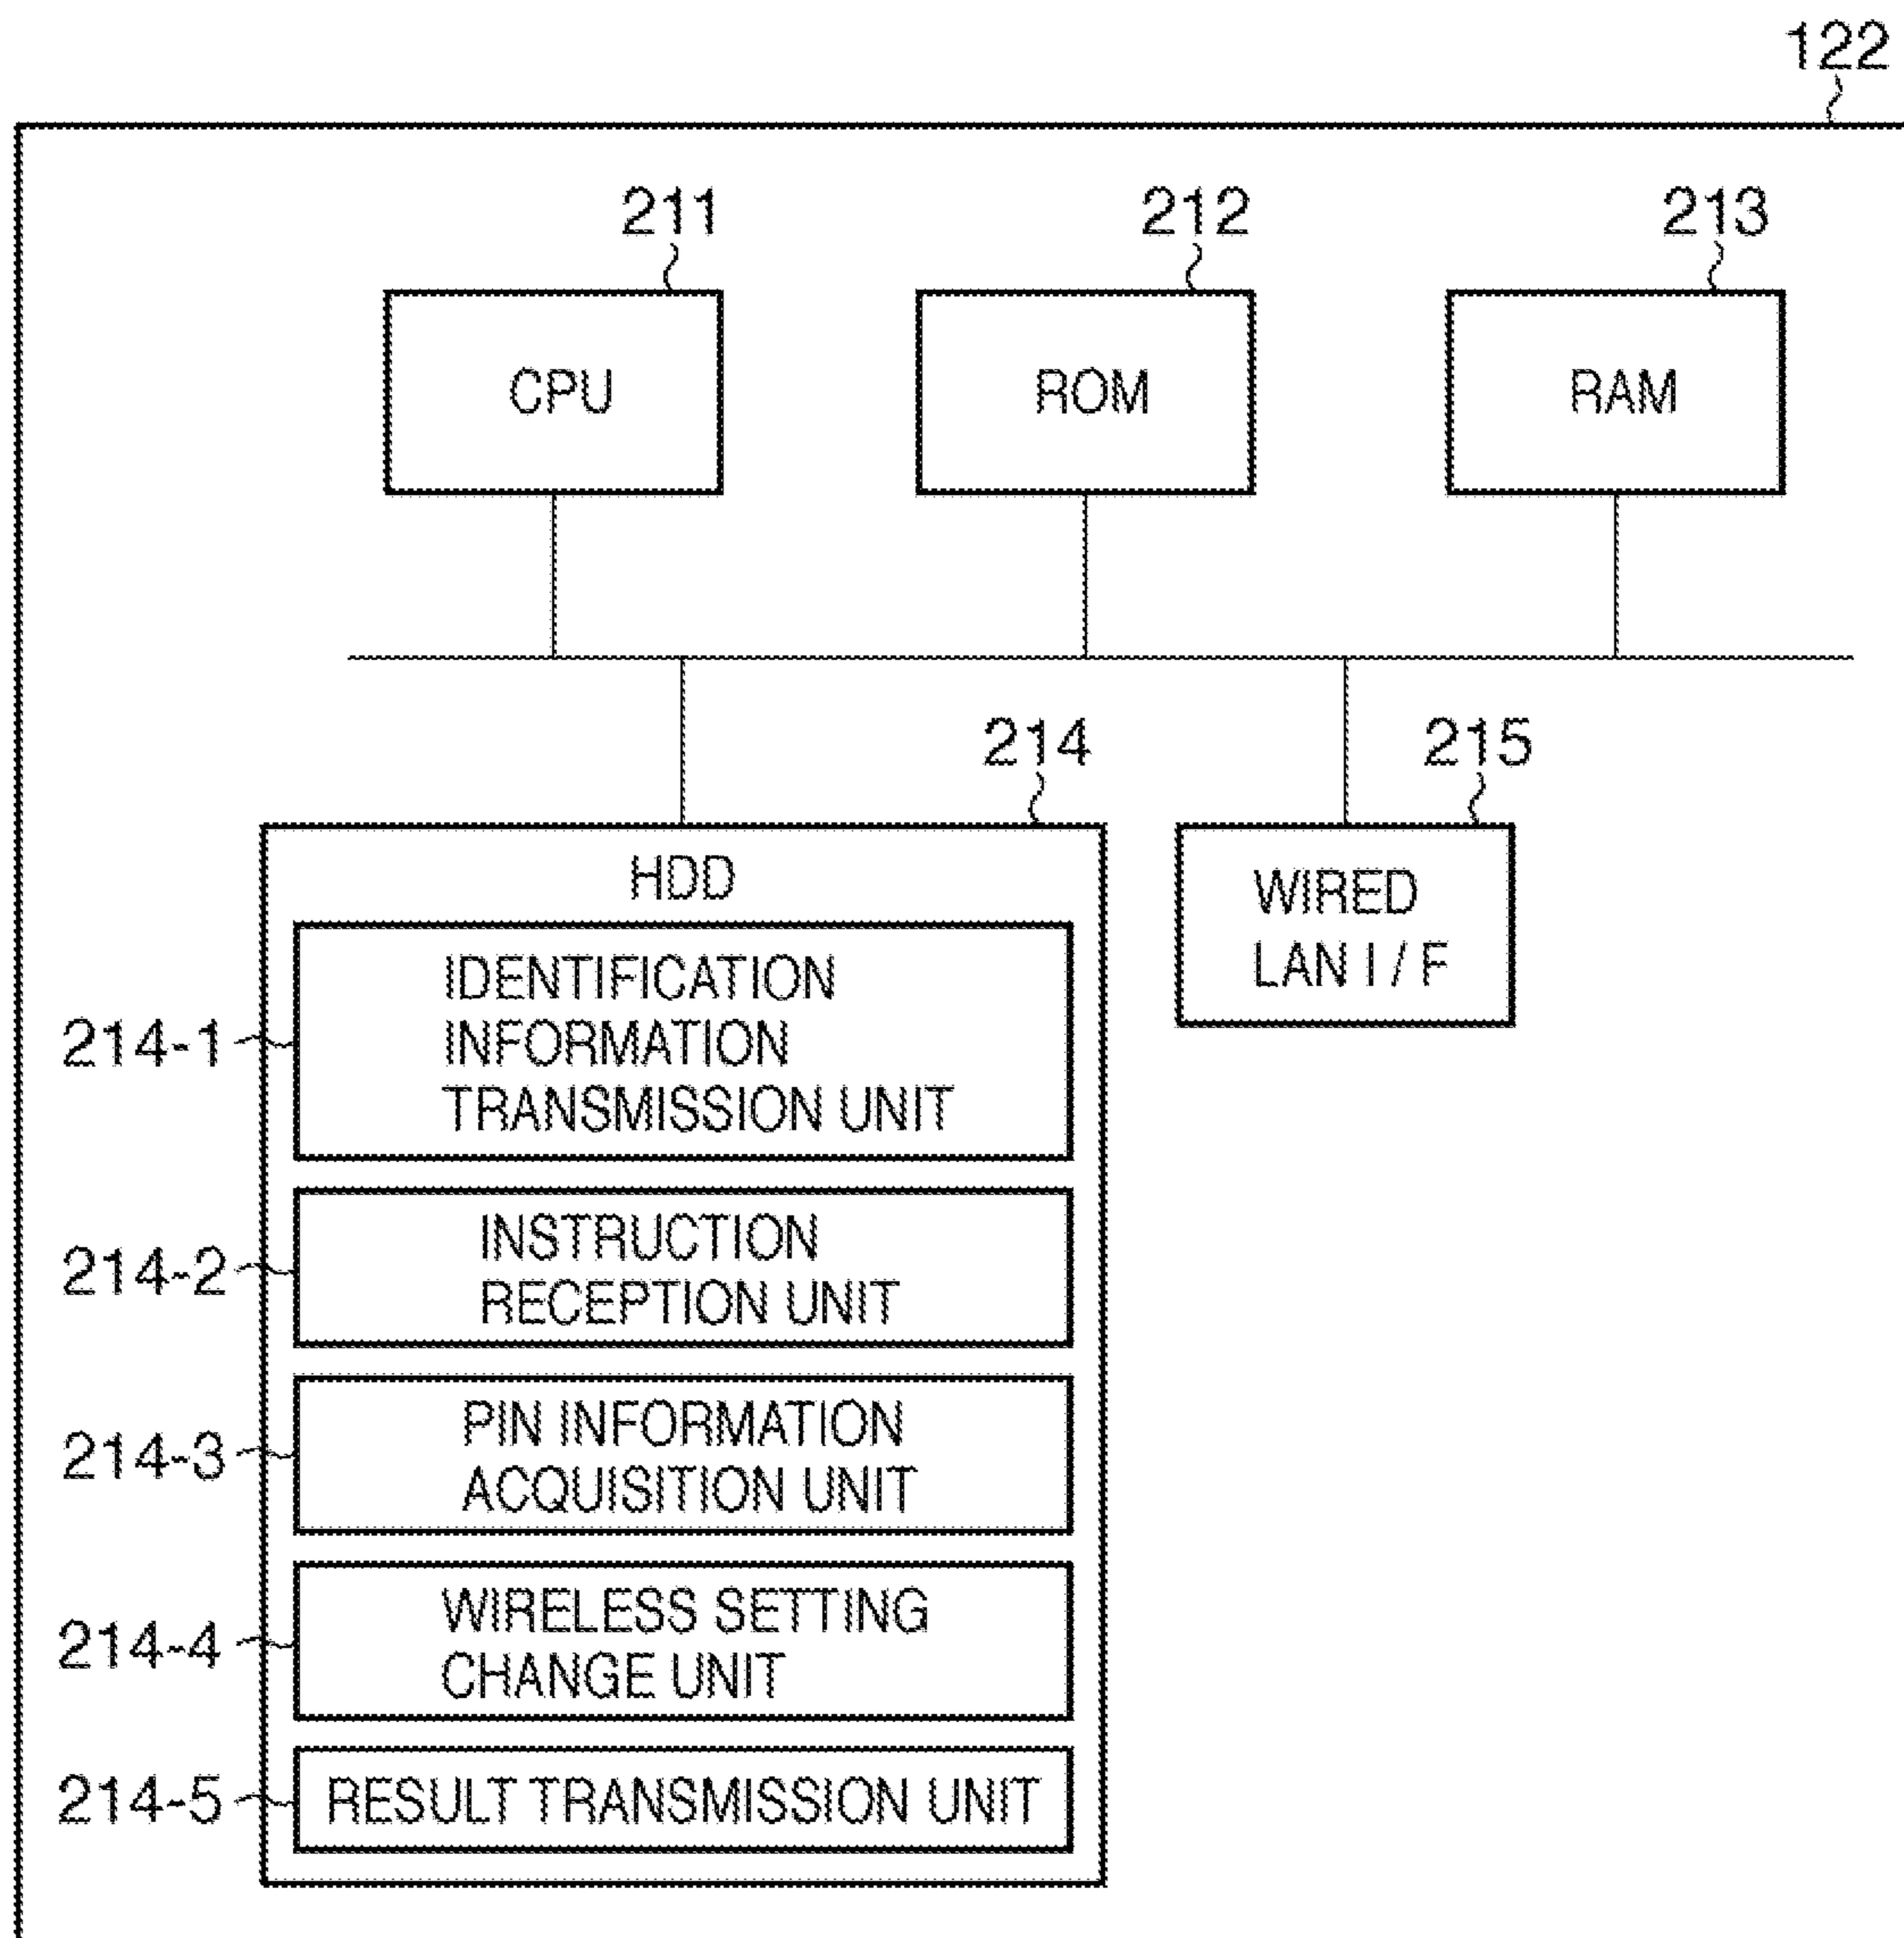 122
211
212
213
CPU
ROM
RAM
214
215
HDD
WIRED
LAN I / F
214-1
IDENTIFICATION
INFORMATION
TRANSMISSION UNIT
214-2
INSTRUCTION
RECEPTION UNIT
214-3
PIN INFORMATION
ACQUISITION UNIT
214-4
WIRELESS SETTING
CHANGE UNIT
214-5
RESULT TRANSMISSION UNIT